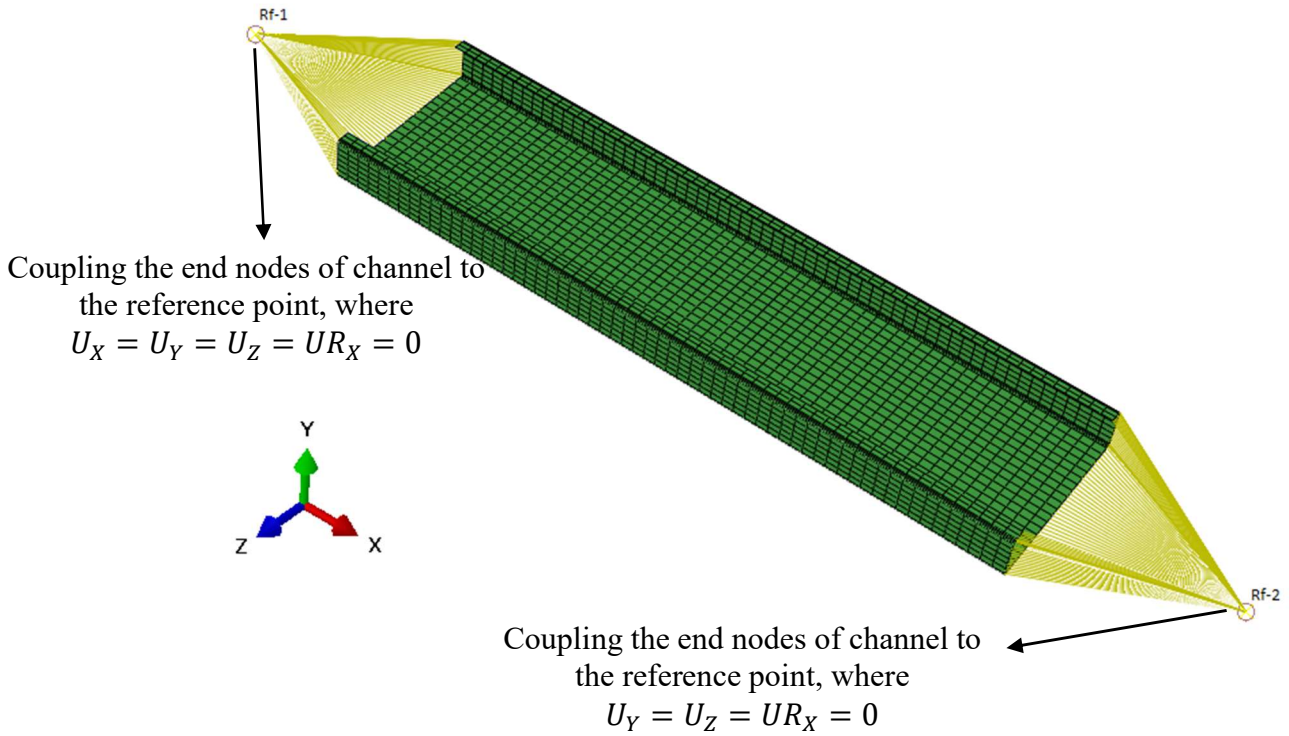 Rf-1
Coupling the end nodes of channel to
the reference point, where
U_X = U_Y = U_Z = UR_X = 0
Y
Z
X
Rf-2
Coupling the end nodes of channel to
the reference point, where
U_Y = U_Z = UR_X = 0